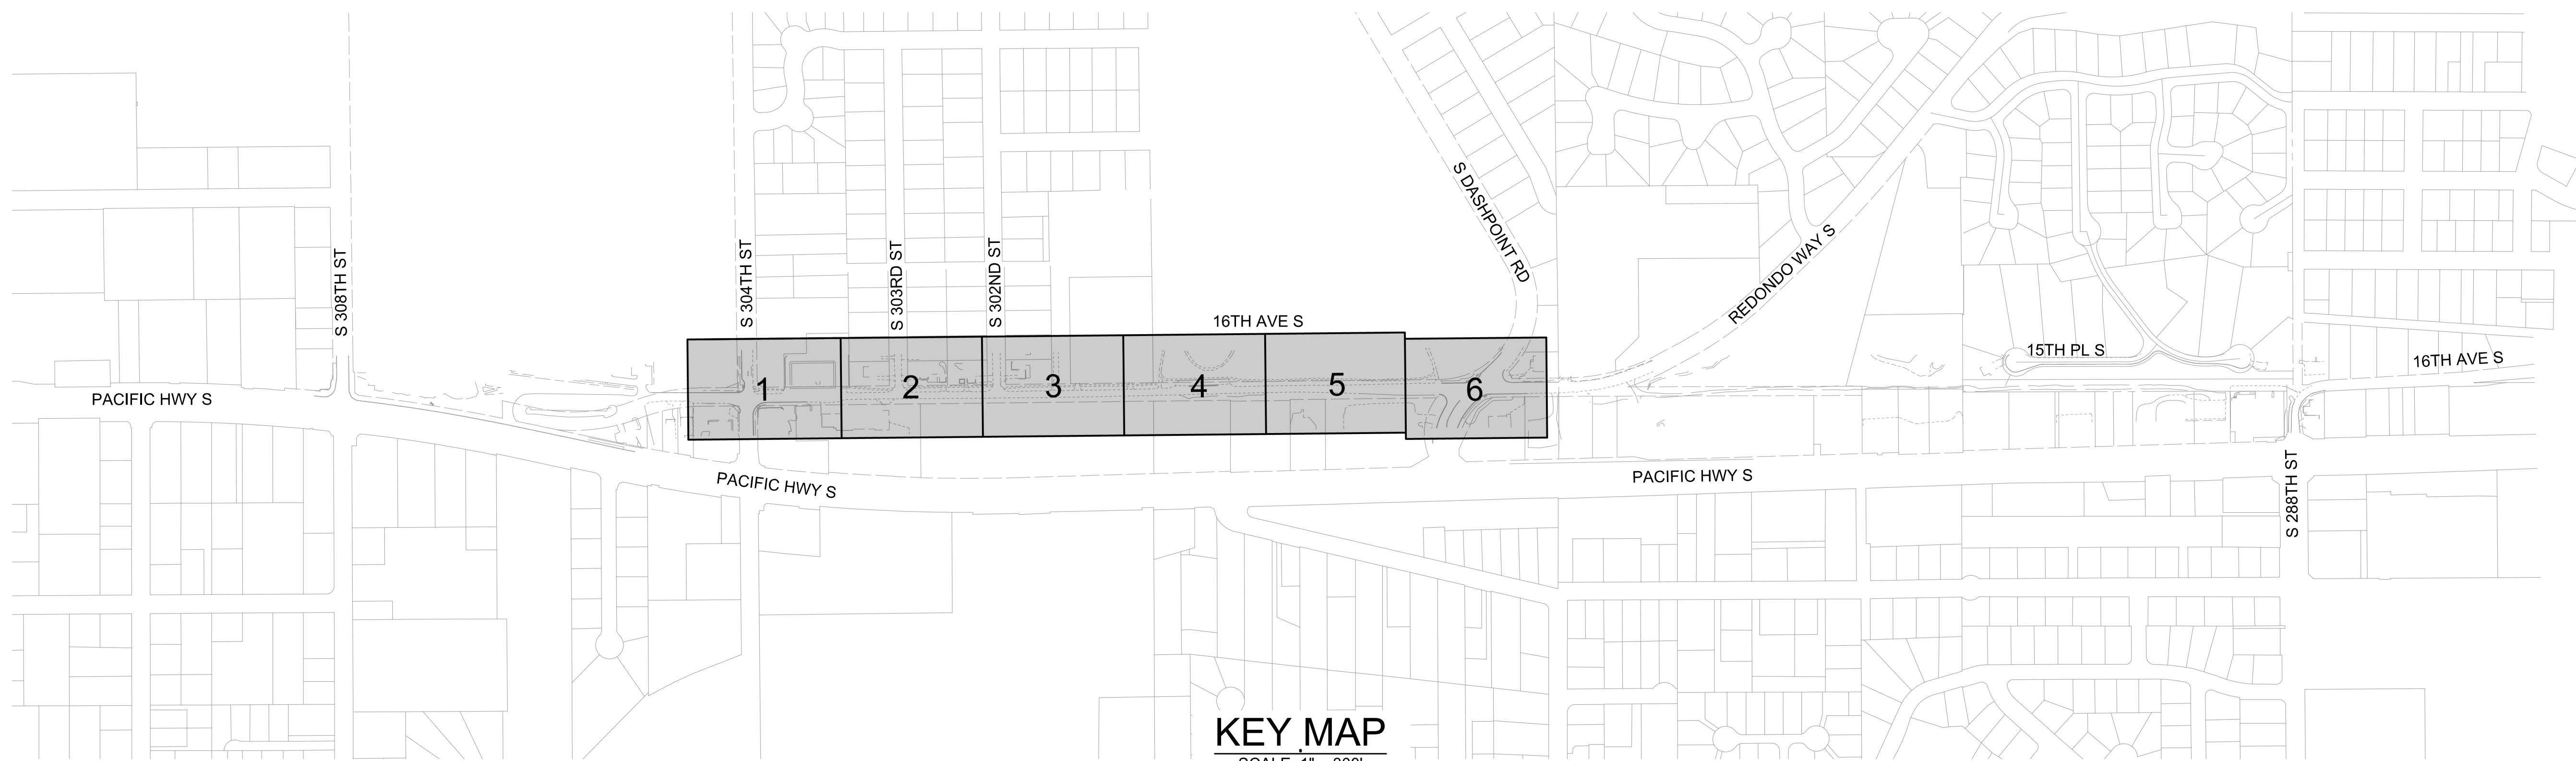 S DASHPOINT RD
REDONDO WAY S
S 308TH ST
S 304TH ST
S 303RD ST
S 302ND ST
16TH AVE S
15TH PL S
16TH AVE S
PACIFIC HWY S
1
2
3
4
5
6
PACIFIC HWY S
PACIFIC HWY S
S 288TH ST
KEY MAP